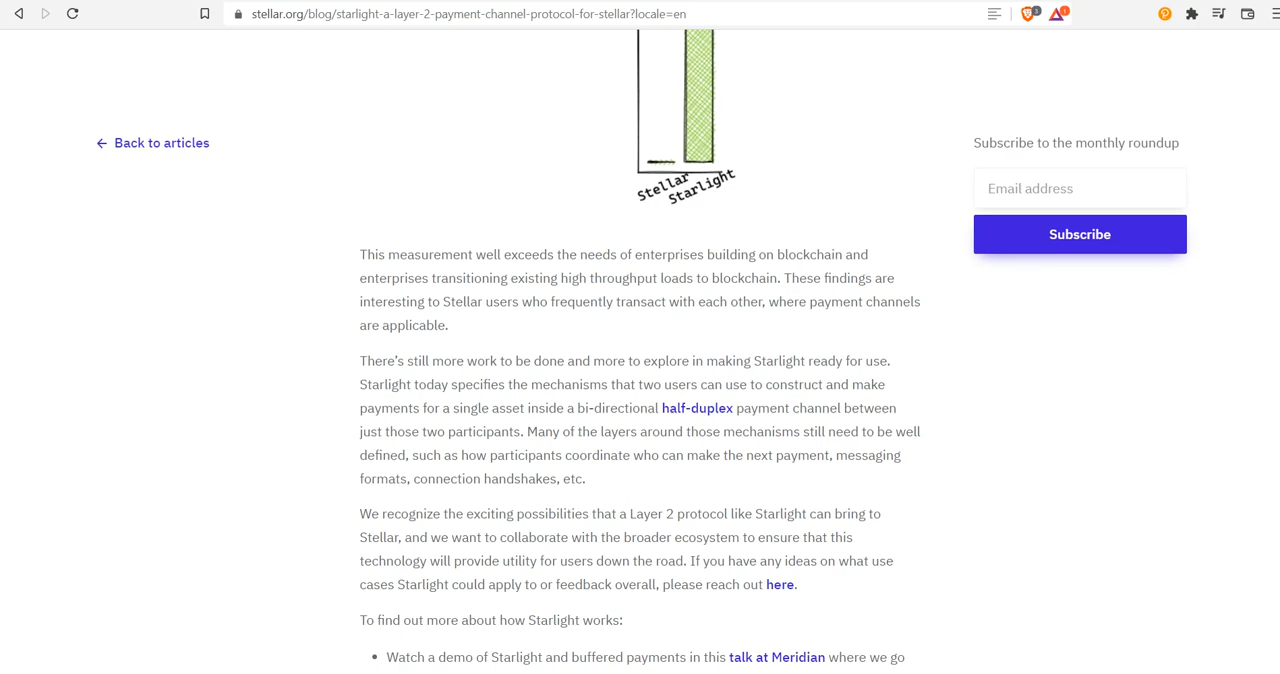 stellar.org/blog/starlight-a-layer-2-payment-channel-protocol-for-stellar?locale=en
3
1
Stellar
Starlight
← Back to articles
Subscribe to the monthly roundup
Email address
Subscribe
This measurement well exceeds the needs of enterprises building on blockchain and
enterprises transitioning existing high throughput loads to blockchain. These findings are
interesting to Stellar users who frequently transact with each other, where payment channels
are applicable.
There’s still more work to be done and more to explore in making Starlight ready for use.
Starlight today specifies the mechanisms that two users can use to construct and make
payments for a single asset inside a bi-directional half-duplex payment channel between
just those two participants. Many of the layers around those mechanisms still need to be well
defined, such as how participants coordinate who can make the next payment, messaging
formats, connection handshakes, etc.
We recognize the exciting possibilities that a Layer 2 protocol like Starlight can bring to
Stellar, and we want to collaborate with the broader ecosystem to ensure that this
technology will provide utility for users down the road. If you have any ideas on what use
cases Starlight could apply to or feedback overall, please reach out here.
To find out more about how Starlight works:
• Watch a demo of Starlight and buffered payments in this talk at Meridian where we go